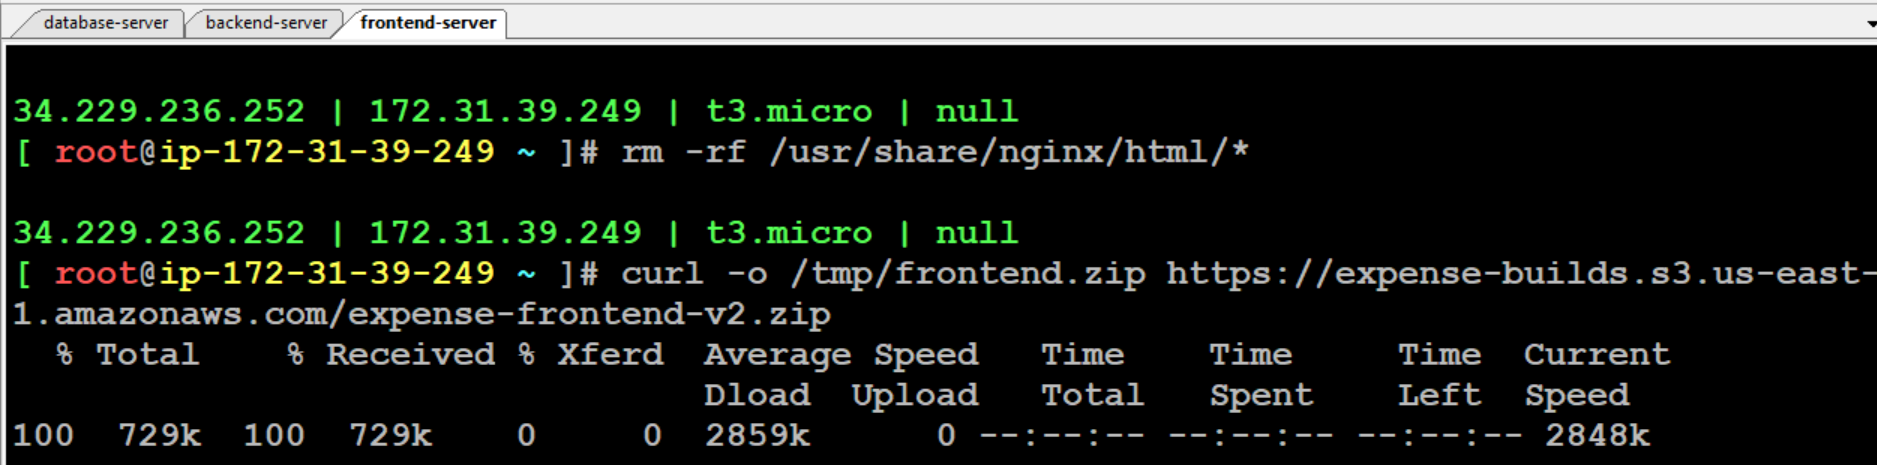 database-server backend-server frontend-server
34.229.236.252 | 172.31.39.249 | t3.micro | null
[ root@ip-172-31-39-249 ~ ]# rm -rf /usr/share/nginx/html/*
34.229.236.252 | 172.31.39.249 | t3.micro | null
[ root@ip-172-31-39-249 ~ ]# curl -o /tmp/frontend.zip https://expense-builds.s3.us-east-
1.amazonaws.com/expense-frontend-v2.zip
% Total % Received % Xferd Average Speed Time Time Time Current
Dload Upload Total Spent Left Speed
100 729k 100 729k 0 0 2859k 0 --:--:-- --:--:-- --:--:-- 2848k